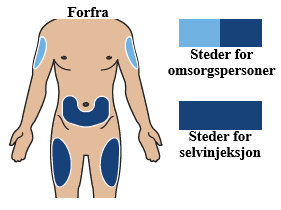 Forfra
Steder for
omsorgspersoner
Steder for
selvinjeksjon